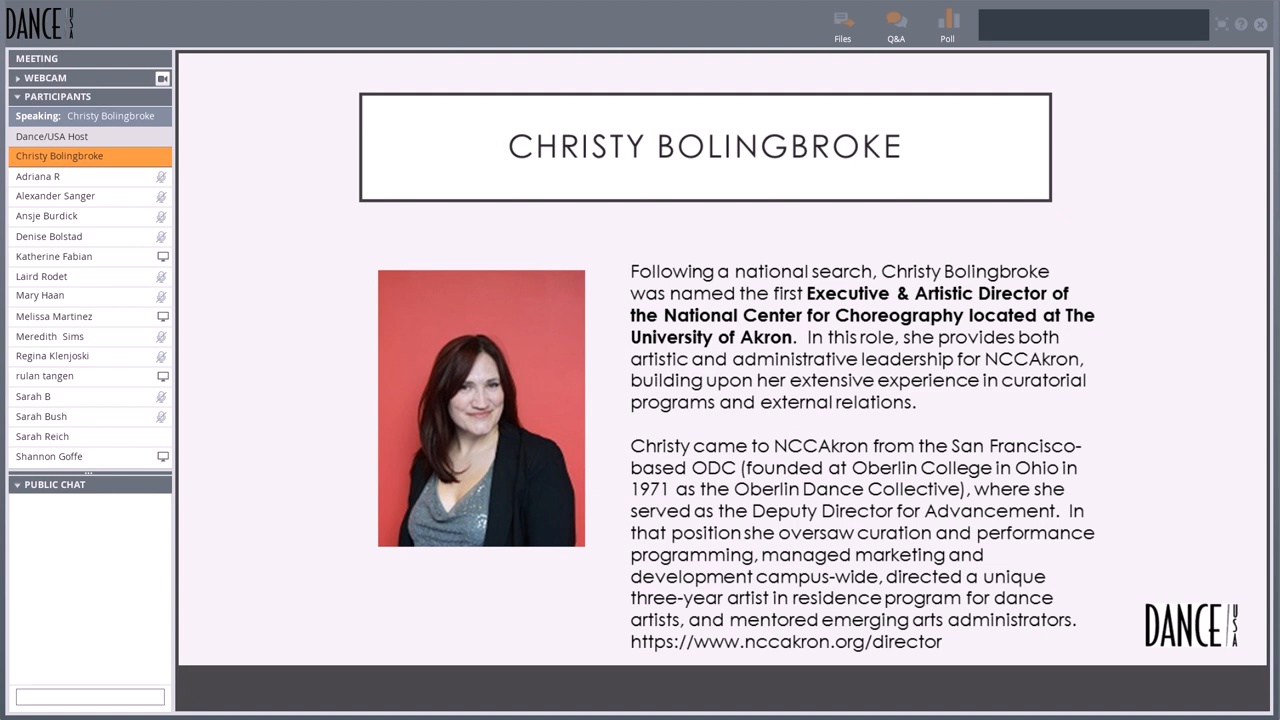 DANCE/USA
Files
Q&A
Poll
MEETING
WEBCAM
PARTICIPANTS
Speaking: Christy Bolingbroke
Dance/USA Host
Christy Bolingbroke
Adriana R
Alexander Sanger
Ansje Burdick
Denise Bolstad
Katherine Fabian
Laird Rodet
Mary Haan
Melissa Martinez
Meredith Sims
Regina Klenjoski
rulan tangen
Sarah B
Sarah Bush
Sarah Reich
Shannon Goffe
PUBLIC CHAT
CHRISTY BOLINGBROKE
Following a national search, Christy Bolingbroke
was named the first Executive & Artistic Director of
the National Center for Choreography located at The
University of Akron. In this role, she provides both
artistic and administrative leadership for NCCAkron,
building upon her extensive experience in curatorial
programs and external relations.
Christy came to NCCAkron from the San Francisco-
based ODC (founded at Oberlin College in Ohio in
1971 as the Oberlin Dance Collective), where she
served as the Deputy Director for Advancement. In
that position she oversaw curation and performance
programming, managed marketing and
development campus-wide, directed a unique
three-year artist in residence program for dance
artists, and mentored emerging arts administrators.
https://www.nccakron.org/director
DANCE/USA